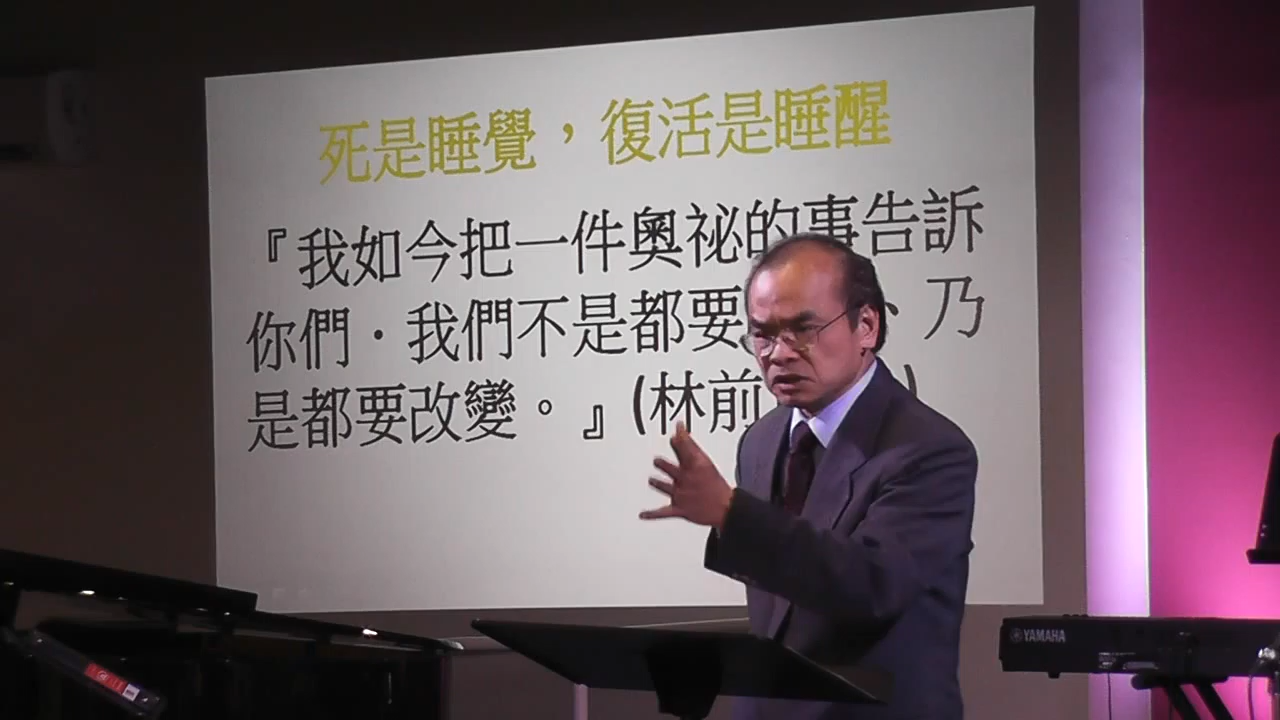 死是睡覺，復活是睡醒
『我如今把一件奧祕的事告訴
你們．我們不是都要、乃
是都要改變。』(林前)
YAMAHA